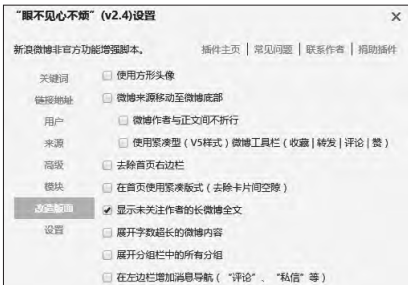 “眼不见心不烦”(v2.4)设置 ×
新浪微博非官方功能增强脚本。 插件主页 | 常见问题 | 联系作者 | 捐助插件
关键词 使用方形头像
链接地址 微博来源移动至微博底部
用户 微博作者与正文间不折行
来源 使用紧凑型(V5样式)微博工具栏(收藏|转发|评论|赞)
高级 去除首页右边栏
模块 在首页使用紧凑版式(去除卡片间空隙)
改造版面 显示未关注作者的长微博全文
设置 展开字数超长的微博内容
展开分组栏中的所有分组
在左边栏增加消息导航(“评论”、“私信”等)